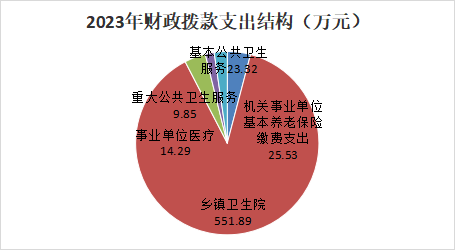 2023年财政拨款支出结构（万元）
基本公共卫生
服务23.32
重大公共卫生服务
9.85
机关事业单位
基本养老保险
缴费支出
25.53
事业单位医疗
14.29
乡镇卫生院
551.89